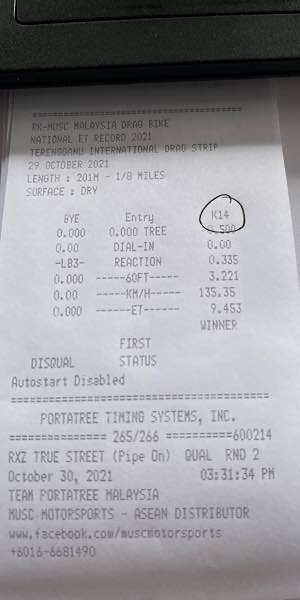 =====================================
RK-MUSC MALAYSIA DRAG BIKE
NATIONAL ET RECORD 2021
TERENGGANU INTERNATIONAL DRAG STRIP
29 OCTOBER 2021
LENGTH : 201M - 1/8 MILES
SURFACE : DRY
BYE Entry K14
0.000 0.000 TREE 0.500
0.00 DIAL-IN 0.00
-LB3- REACTION 0.335
0.000 -----60FT------ 3.221
0.00 ----KM/H----- 135.35
0.000 -----ET------ 9.453
WINNER
FIRST
DISQUAL STATUS
Autostart Disabled
=====================================
PORTATREE TIMING SYSTEMS, INC.
=============== 265/266 ==========600214
RXZ TRUE STREET (Pipe On) QUAL RND 2
October 30, 2021 03:31:34 PM
TEAM PORTATREE MALAYSIA
MUSC MOTORSPORTS - ASEAN DISTRIBUTOR
www.facebook.com/muscmotorsports
+6016-6681490